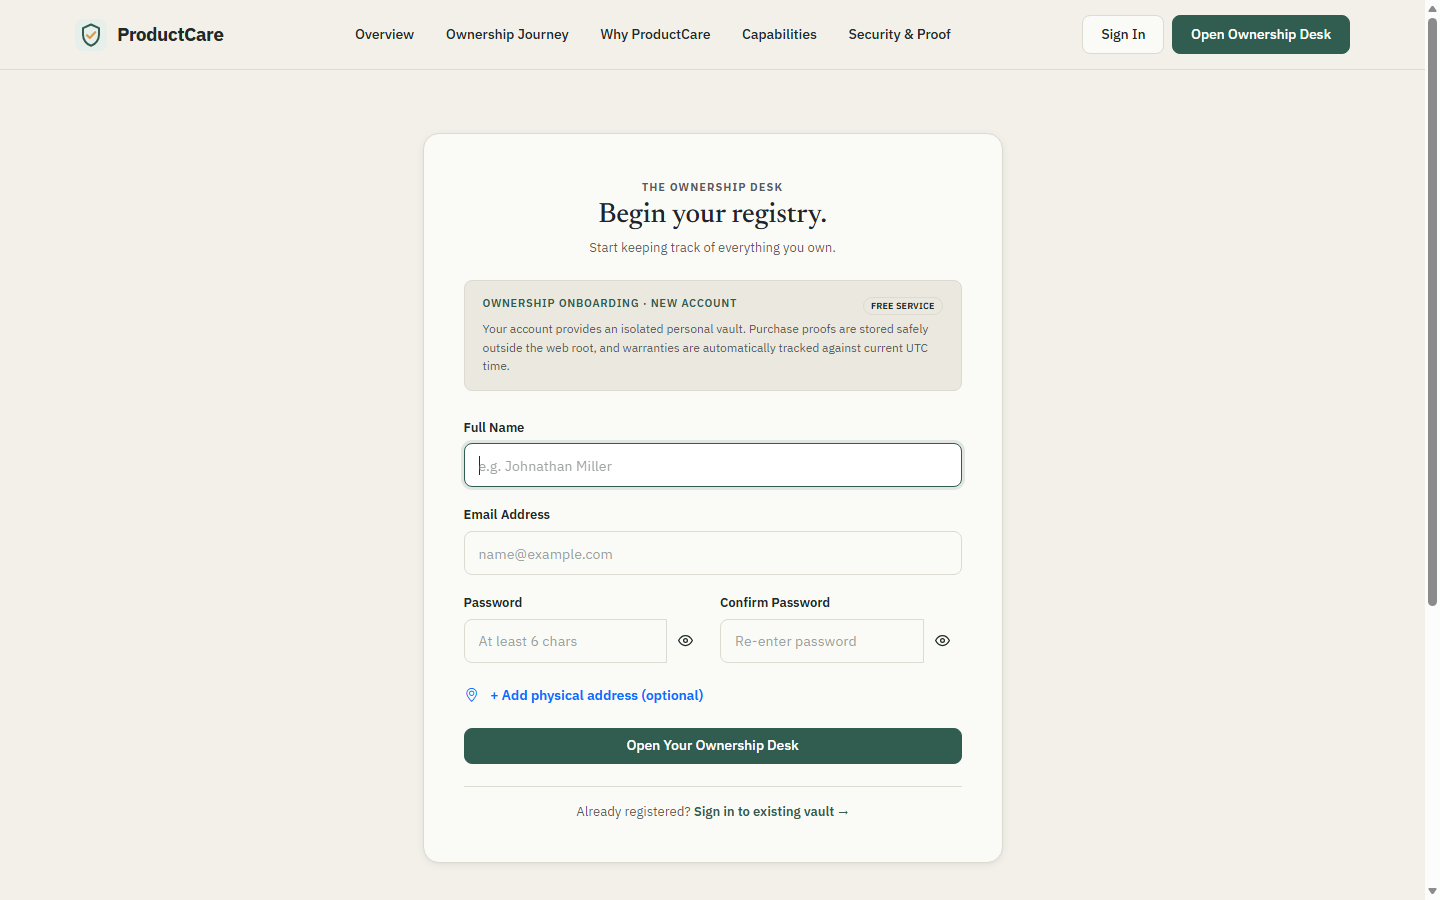 ProductCare
Overview
Ownership Journey
Why ProductCare
Capabilities
Security & Proof
Sign In
Open Ownership Desk
THE OWNERSHIP DESK
Begin your registry.
Start keeping track of everything you own.
OWNERSHIP ONBOARDING · NEW ACCOUNT
FREE SERVICE
Your account provides an isolated personal vault. Purchase proofs are stored safely
outside the web root, and warranties are automatically tracked against current UTC
time.
Full Name
e.g. Johnathan Miller
Email Address
name@example.com
Password
Confirm Password
At least 6 chars
Re-enter password
+ Add physical address (optional)
Open Your Ownership Desk
Already registered? Sign in to existing vault →